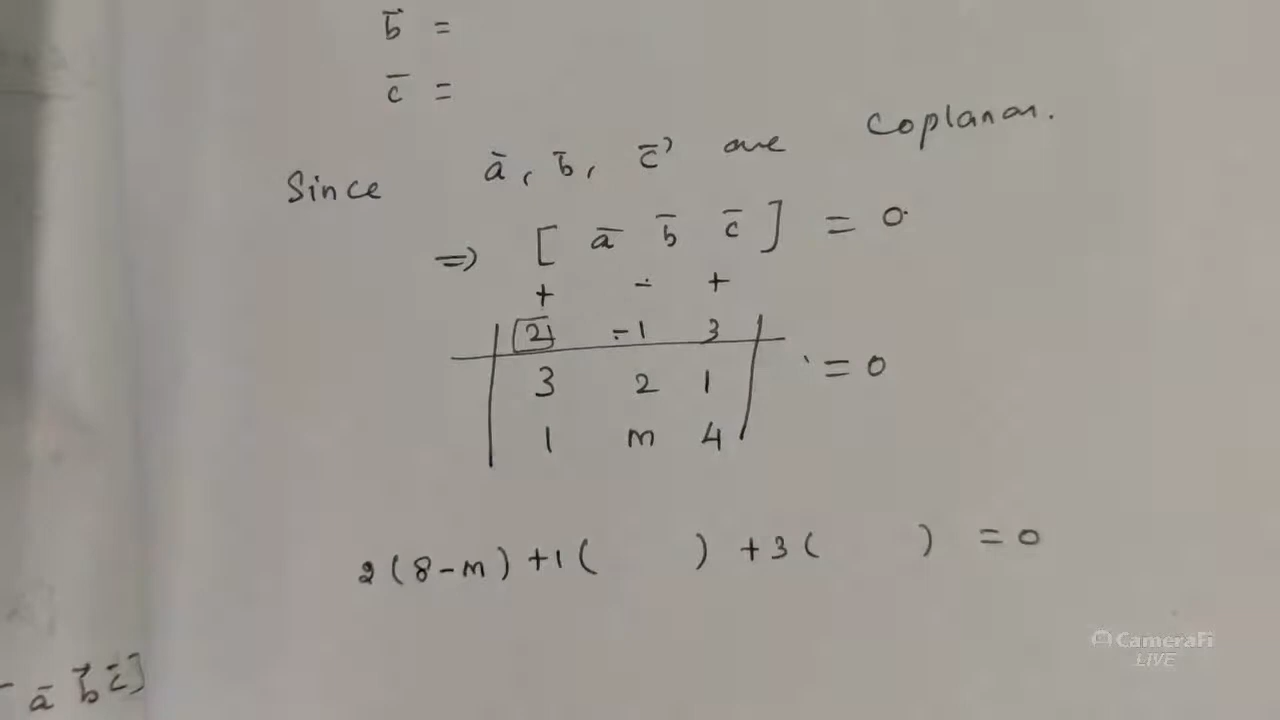 b̄ =
c̄ =
Since ā, b̄, c̄ are coplanar.
⇒ [ ā b̄ c̄ ] = 0
+ - +
| 2 -1 3 |
| 3 2 1 | = 0
| 1 m 4 |
2(8-m) +1( ) +3( ) = 0
CameraFi
LIVE
ā b̄ c̄]